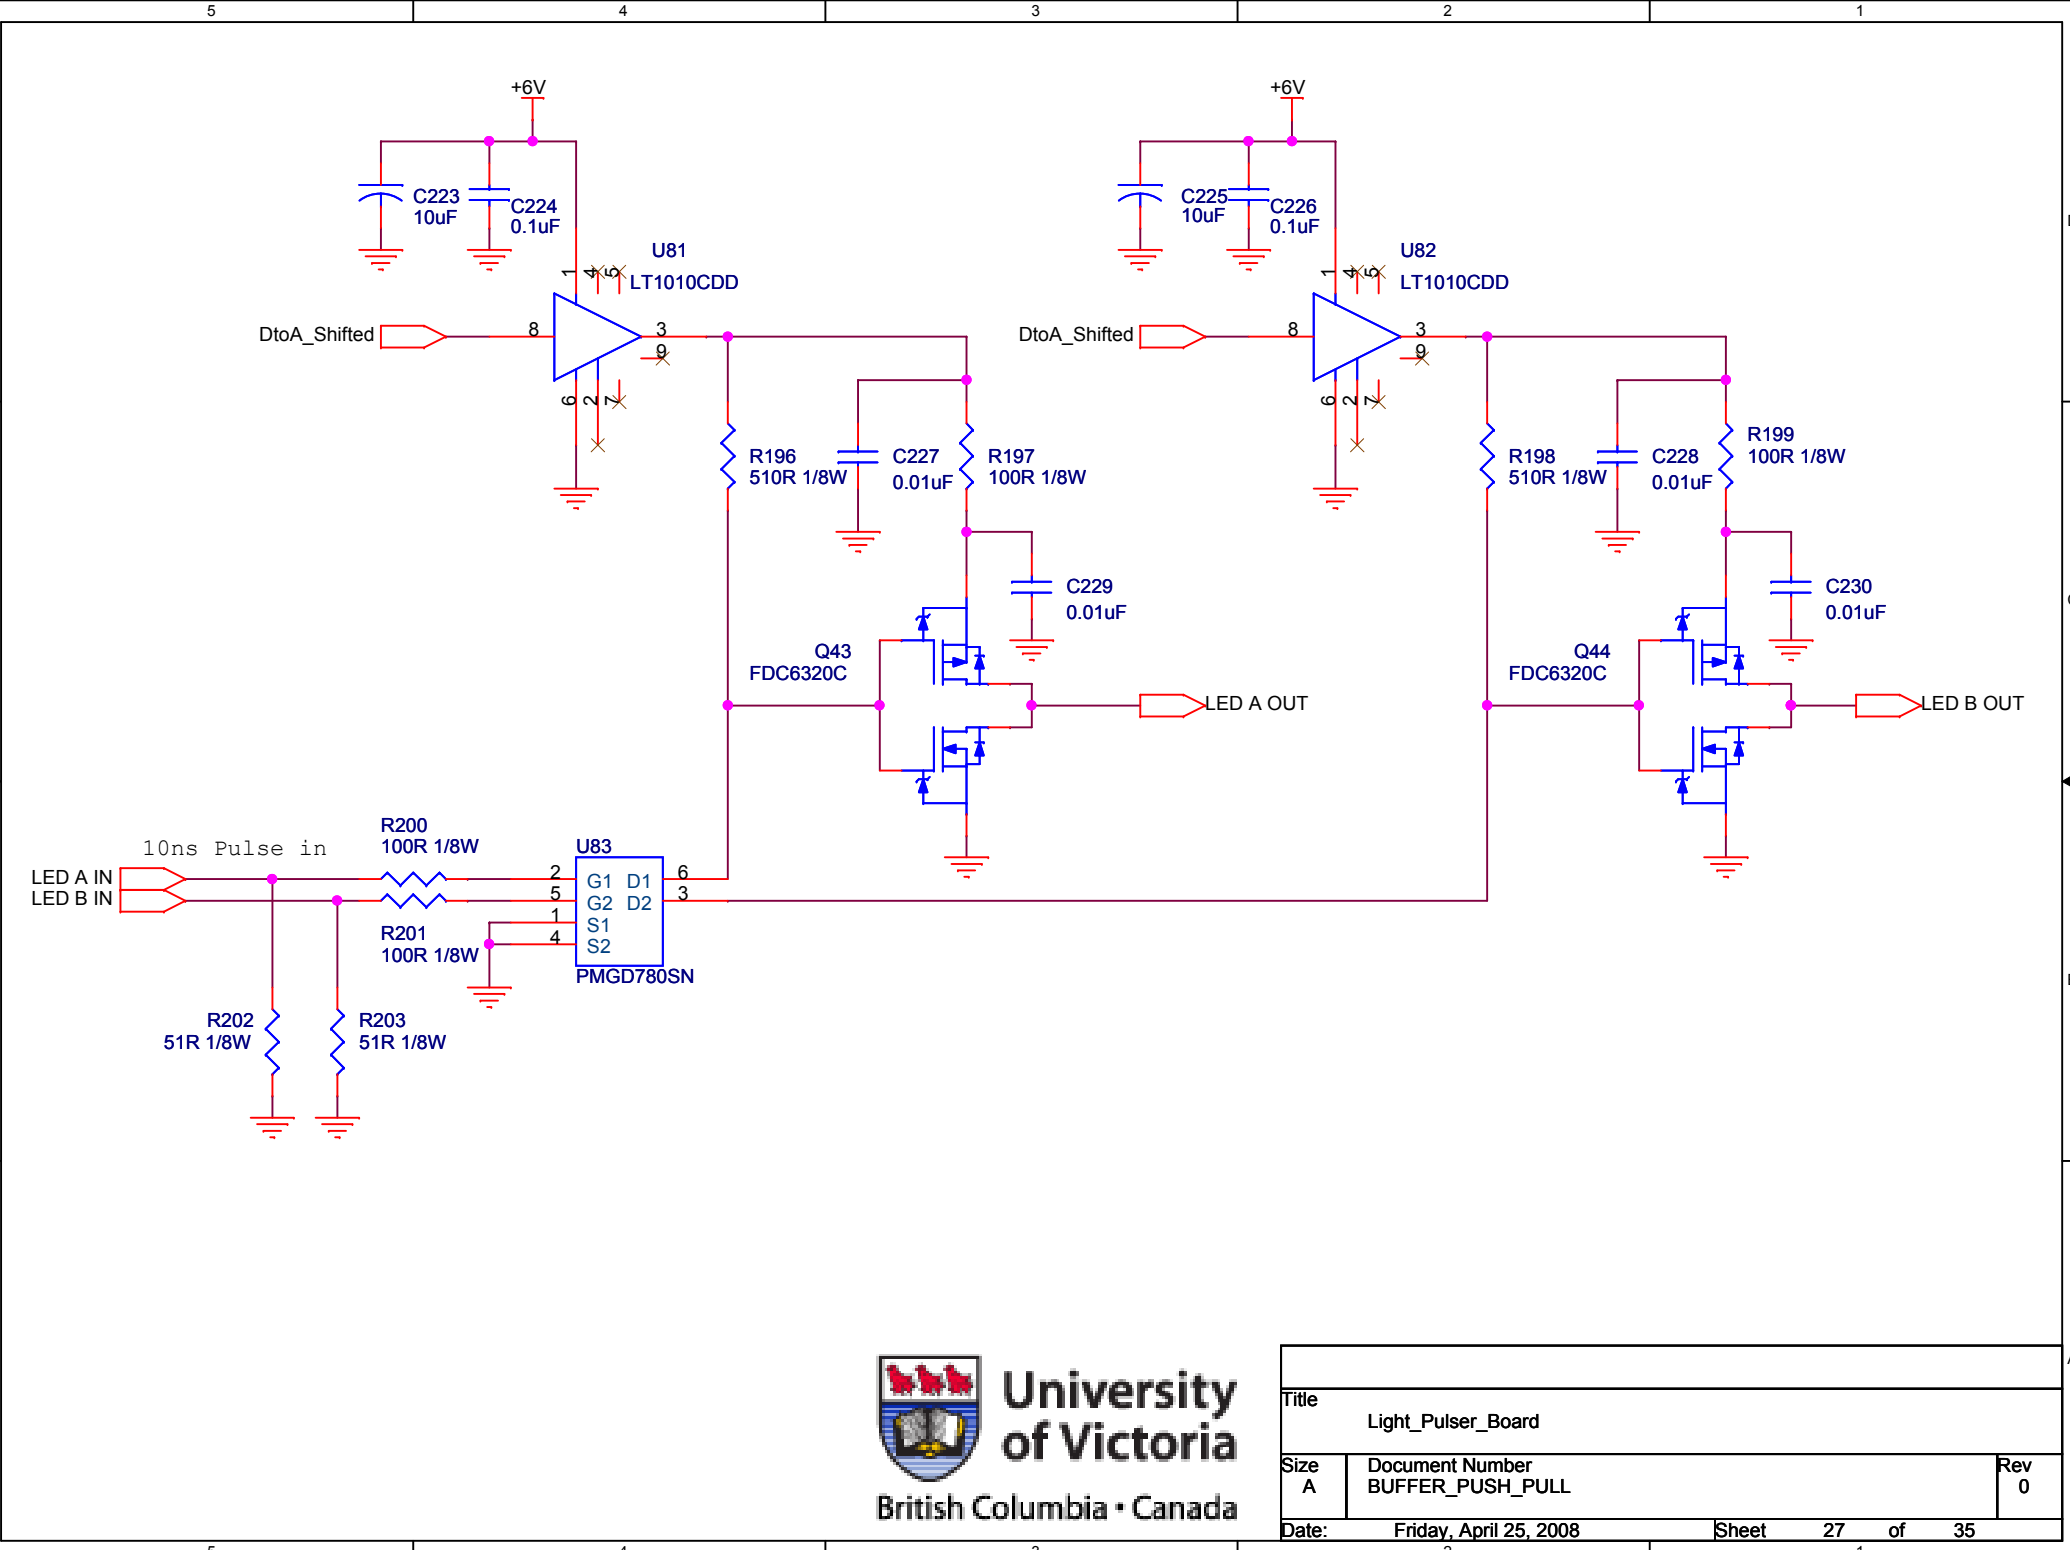 5 4 3 2 1
+6V
+6V
C223
10uF
C224
0.1uF
C225
10uF
C226
0.1uF
U81
LT1010CDD
U82
LT1010CDD
1 4 5
1 4 5
DtoA_Shifted
8
3
9
6 2 7
DtoA_Shifted
8
3
9
6 2 7
R196
510R 1/8W
C227
0.01uF
R197
100R 1/8W
R198
510R 1/8W
C228
0.01uF
R199
100R 1/8W
C229
0.01uF
C230
0.01uF
Q43
FDC6320C
Q44
FDC6320C
LED A OUT
LED B OUT
10ns Pulse in
LED A IN
LED B IN
R200
100R 1/8W
R201
100R 1/8W
U83
2 G1 D1 6
5 G2 D2 3
1 S1
4 S2
PMGD780SN
R202
51R 1/8W
R203
51R 1/8W
University
of Victoria
British Columbia • Canada
Title
Light_Pulser_Board
Size
A
Document Number
BUFFER_PUSH_PULL
Rev
0
Date: Friday, April 25, 2008 Sheet 27 of 35